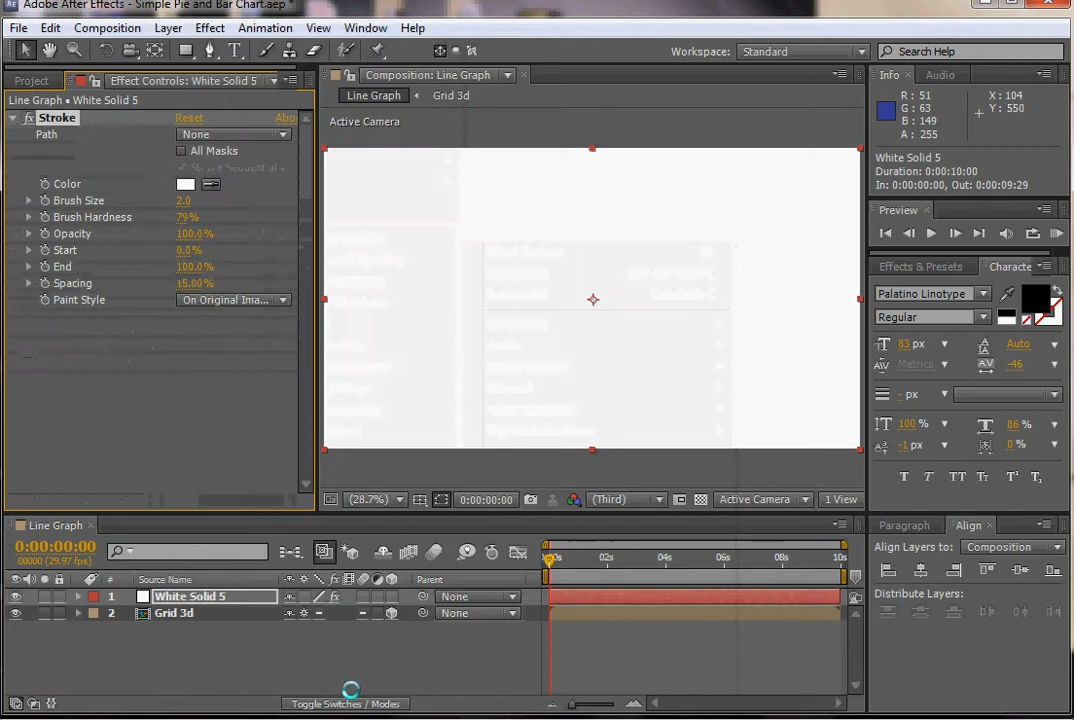 Adobe After Effects - Simple Pie and Bar Chart.aep *
File Edit Composition Layer Effect Animation View Window Help
Workspace: Standard Search Help
Project Effect Controls: White Solid 5
Composition: Line Graph
Info Audio
Line Graph • White Solid 5
Line Graph Grid 3d
fx Stroke Reset Abo
Active Camera
Path None
All Masks
Color
Brush Size 2.0
Brush Hardness 79%
Opacity 100.0%
Start 0.0%
End 100.0%
Spacing 15.00%
Paint Style On Original Ima...
R: 51 X: 104
G: 63 Y: 550
B: 149
A: 255
White Solid 5
Duration: 0:00:10:00
In: 0:00:00:00, Out: 0:00:09:29
Preview
Effects & Presets Characte
Palatino Linotype
Regular
83 px Auto
Metrics -46
- px
100 % 86 %
-1 px 0 %
T T TT Tr T¹ T₁
(28.7%) 0:00:00:00 (Third) Active Camera 1 View
Line Graph
0:00:00:00
00000 (29.97 fps)
00s 02s 04s 06s 08s 10s
# Source Name Parent
1 White Solid 5 fx None
2 Grid 3d None
Toggle Switches / Modes
Paragraph Align
Align Layers to: Composition
Distribute Layers: